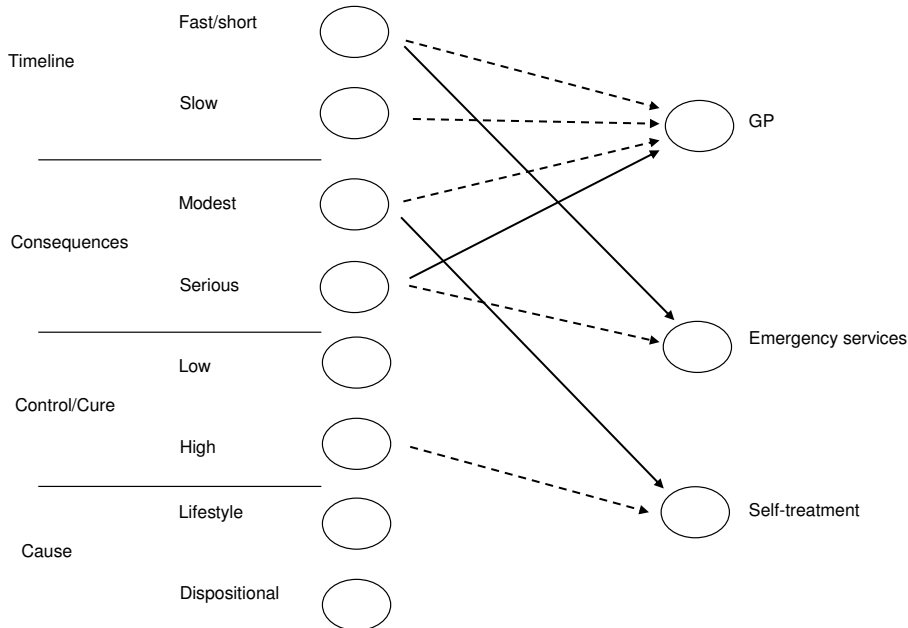 Fast/short
Timeline
Slow
GP
Modest
Consequences
Serious
Emergency services
Low
Control/Cure
High
Lifestyle
Self-treatment
Cause
Dispositional